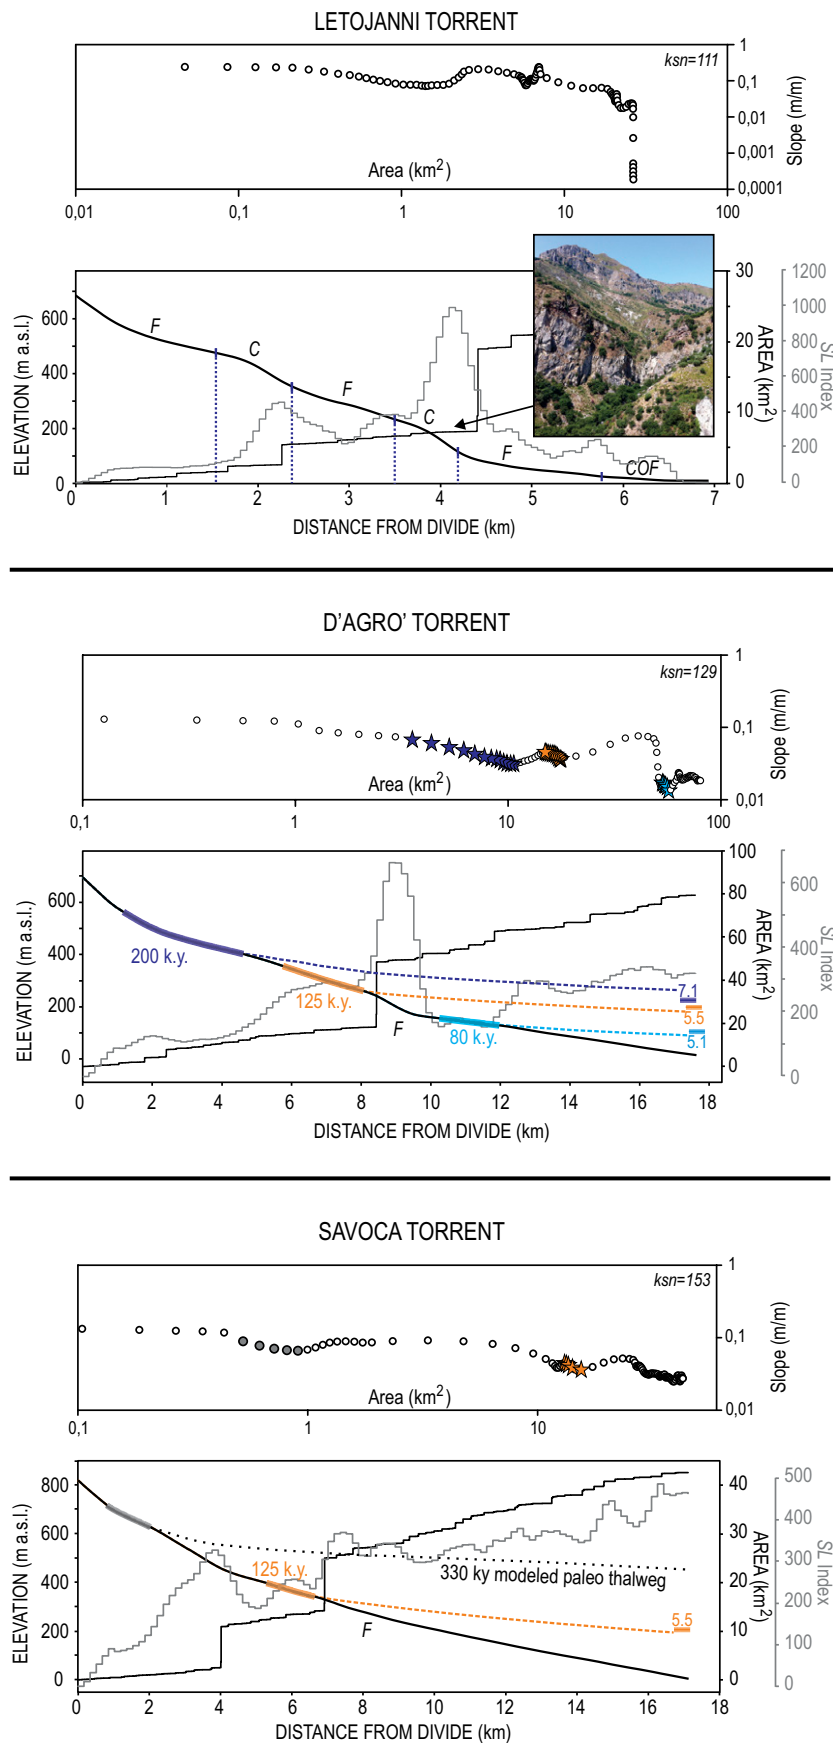 LETOJANNI TORRENT
ksn=111
1
0,1
0,01
0,001
0,0001
Slope (m/m)
Area (km2)
0,01
0,1
1
10
100
ELEVATION (m a.s.l.)
600
500
400
200
100
0
F
C
F
C
F
COF
30
20
10
0
AREA (km2)
1200
1000
800
600
400
200
0
SL Index
0
1
2
3
4
5
6
7
DISTANCE FROM DIVIDE (km)
D'AGRO' TORRENT
ksn=129
1
0,1
0,01
Slope (m/m)
Area (km2)
0,1
1
10
100
ELEVATION (m a.s.l.)
600
400
200
0
200 k.y.
125 k.y.
F
80 k.y.
7.1
5.5
5.1
100
80
60
40
20
0
AREA (km2)
600
400
200
0
SL Index
0
2
4
6
8
10
12
14
16
18
DISTANCE FROM DIVIDE (km)
SAVOCA TORRENT
ksn=153
1
0,1
0,01
Slope (m/m)
Area (km2)
0,1
1
10
ELEVATION (m a.s.l.)
800
600
400
200
0
125 k.y.
330 ky modeled paleo thalweg
F
5.5
40
30
20
10
0
AREA (km2)
500
400
300
200
100
0
SL Index
0
2
4
6
8
10
12
14
16
18
DISTANCE FROM DIVIDE (km)